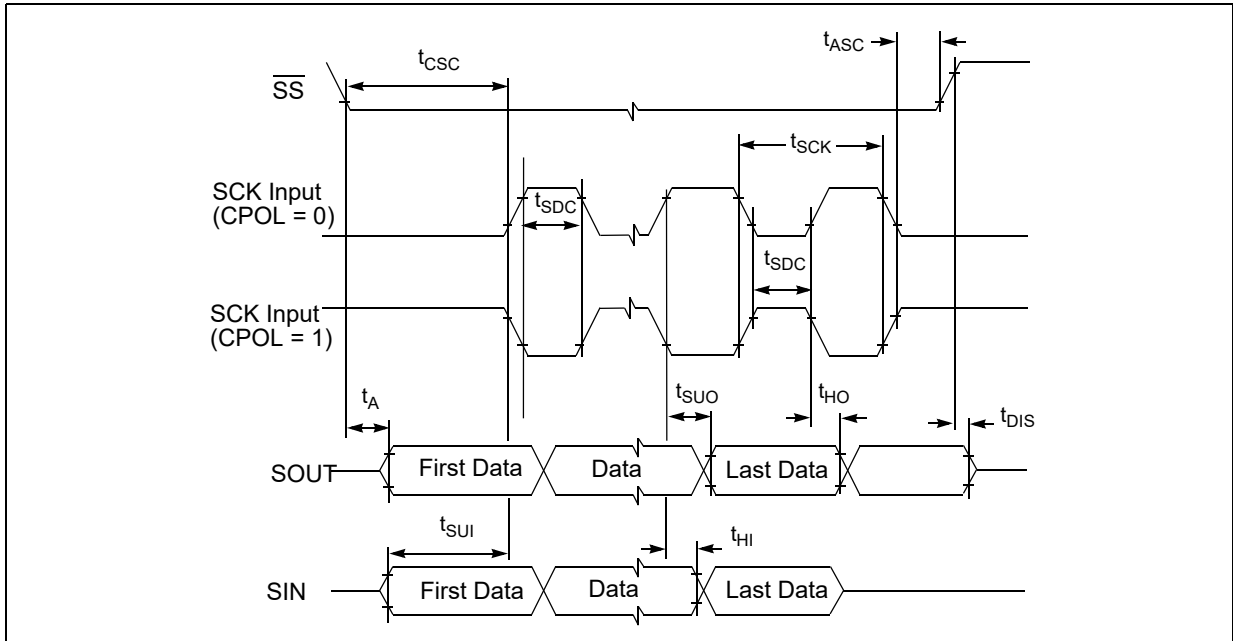 tASC
tCSC
SS
tSCK
SCK Input
(CPOL = 0)
tSDC
tSDC
SCK Input
(CPOL = 1)
tA
tSUO
tHO
tDIS
SOUT
First Data
Data
Last Data
tSUI
tHI
SIN
First Data
Data
Last Data